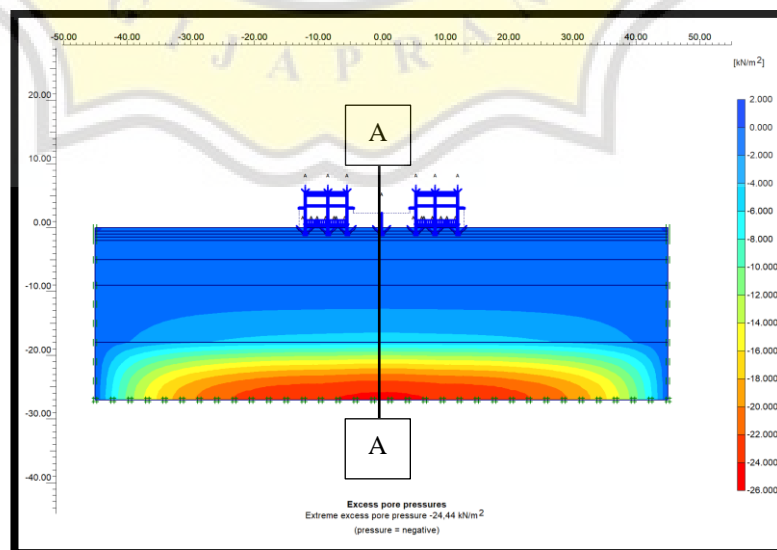 GIJAPRAN
-50.00 -40.00 -30.00 -20.00 -10.00 0.00 10.00 20.00 30.00 40.00 50.00
[kN/m²]
20.00
10.00
0.00
-10.00
-20.00
-30.00
-40.00
A
A
2.000
0.000
-2.000
-4.000
-6.000
-8.000
-10.000
-12.000
-14.000
-16.000
-18.000
-20.000
-22.000
-24.000
-26.000
Excess pore pressures
Extreme excess pore pressure -24,44 kN/m²
(pressure = negative)